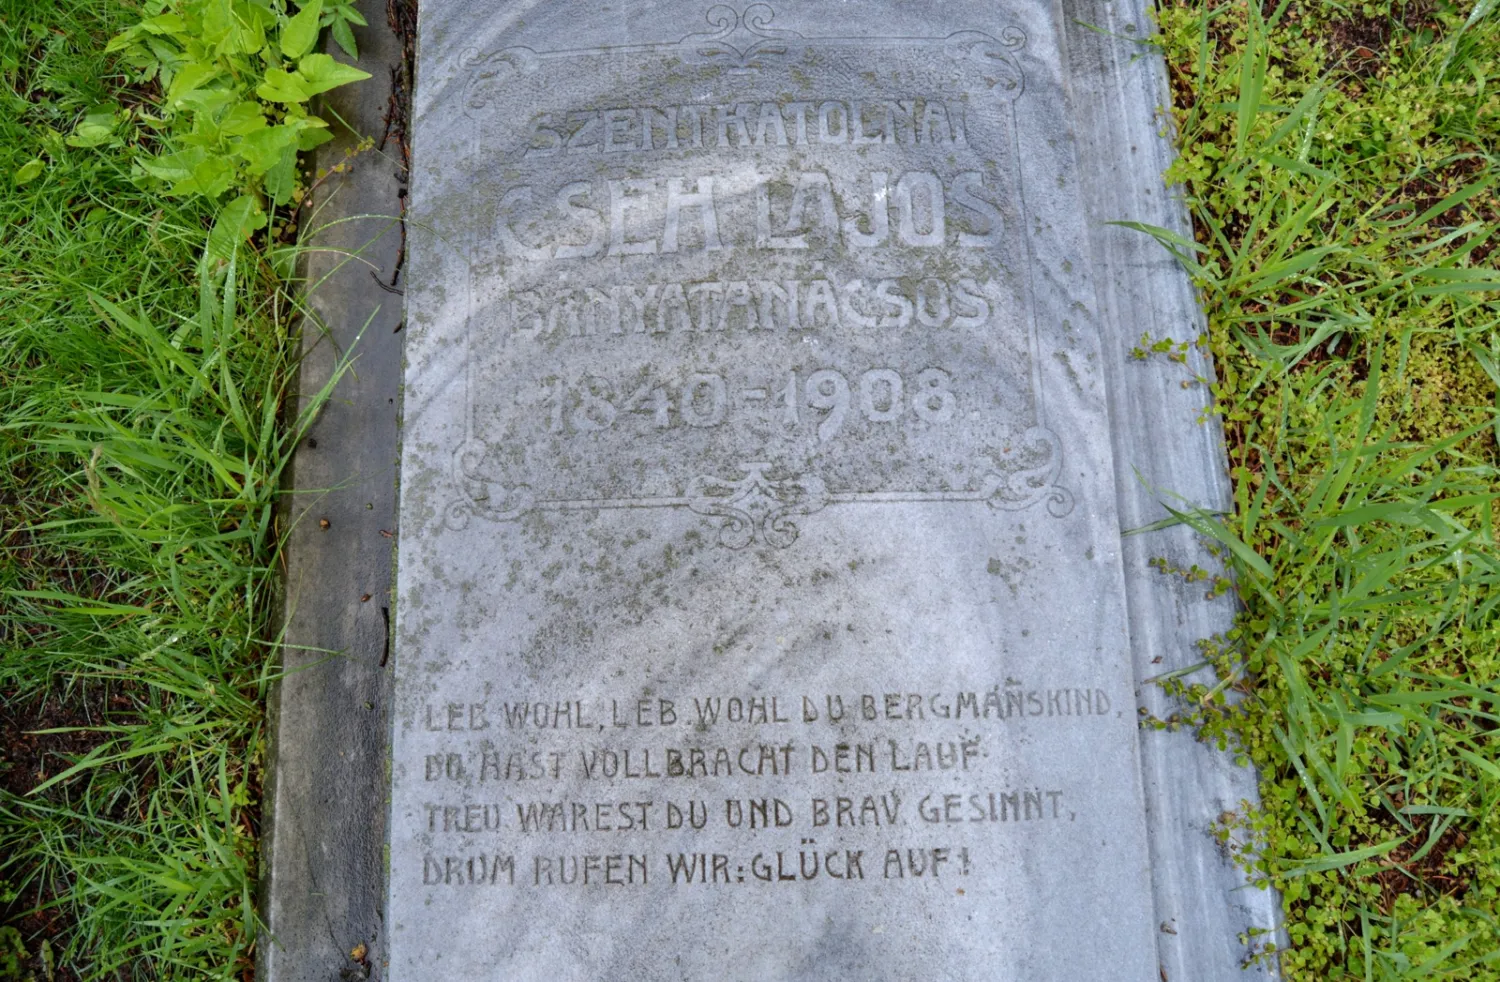 SZENTKATOLNAI
CSEH LAJOS
BÁNYATANÁCSOS
1840-1908.
LEB WOHL, LEB WOHL DU BERGMANSKIND,
DU HAST VOLLBRACHT DEN LAUF.
TREU WAREST DU UND BRAV GESINNT,
DRUM RUFEN WIR: GLÜCK AUF!